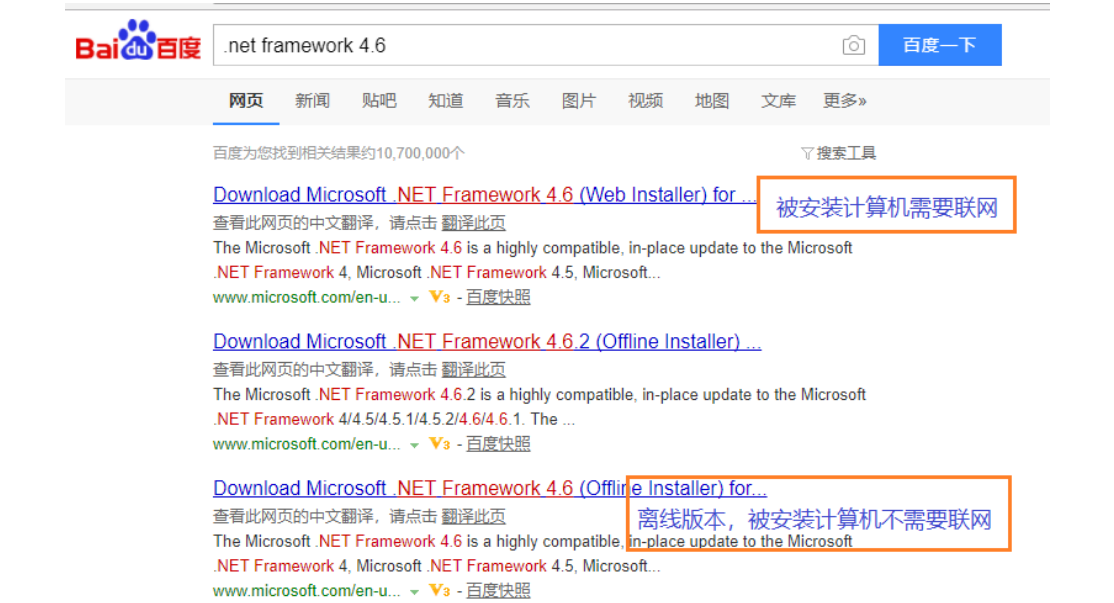 Bai du 百度 .net framework 4.6 百度一下
网页 新闻 贴吧 知道 音乐 图片 视频 地图 文库 更多»
百度为您找到相关结果约10,700,000个 搜索工具
Download Microsoft .NET Framework 4.6 (Web Installer) for ... 被安装计算机需要联网
查看此网页的中文翻译，请点击 翻译此页
The Microsoft .NET Framework 4.6 is a highly compatible, in-place update to the Microsoft
.NET Framework 4, Microsoft .NET Framework 4.5, Microsoft...
www.microsoft.com/en-u... V3 - 百度快照
Download Microsoft .NET Framework 4.6.2 (Offline Installer) ...
查看此网页的中文翻译，请点击 翻译此页
The Microsoft .NET Framework 4.6.2 is a highly compatible, in-place update to the Microsoft
.NET Framework 4/4.5/4.5.1/4.5.2/4.6/4.6.1. The ...
www.microsoft.com/en-u... V3 - 百度快照
Download Microsoft .NET Framework 4.6 (Offline Installer) for...
查看此网页的中文翻译，请点击 翻译此页 离线版本，被安装计算机不需要联网
The Microsoft .NET Framework 4.6 is a highly compatible, in-place update to the Microsoft
.NET Framework 4, Microsoft .NET Framework 4.5, Microsoft...
www.microsoft.com/en-u... V3 - 百度快照